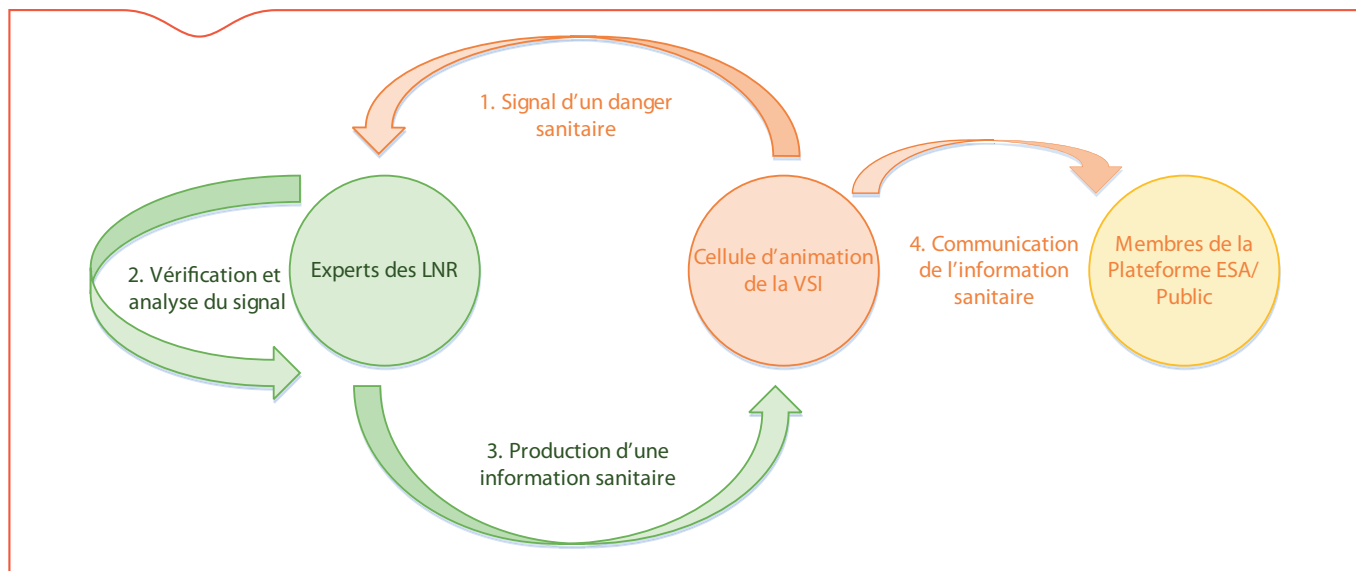 1. Signal d’un danger
sanitaire
2. Vérification et
analyse du signal
Experts des LNR
Cellule d’animation
de la VSI
4. Communication
de l’information
sanitaire
Membres de la
Plateforme ESA/
Public
3. Production d’une
information sanitaire